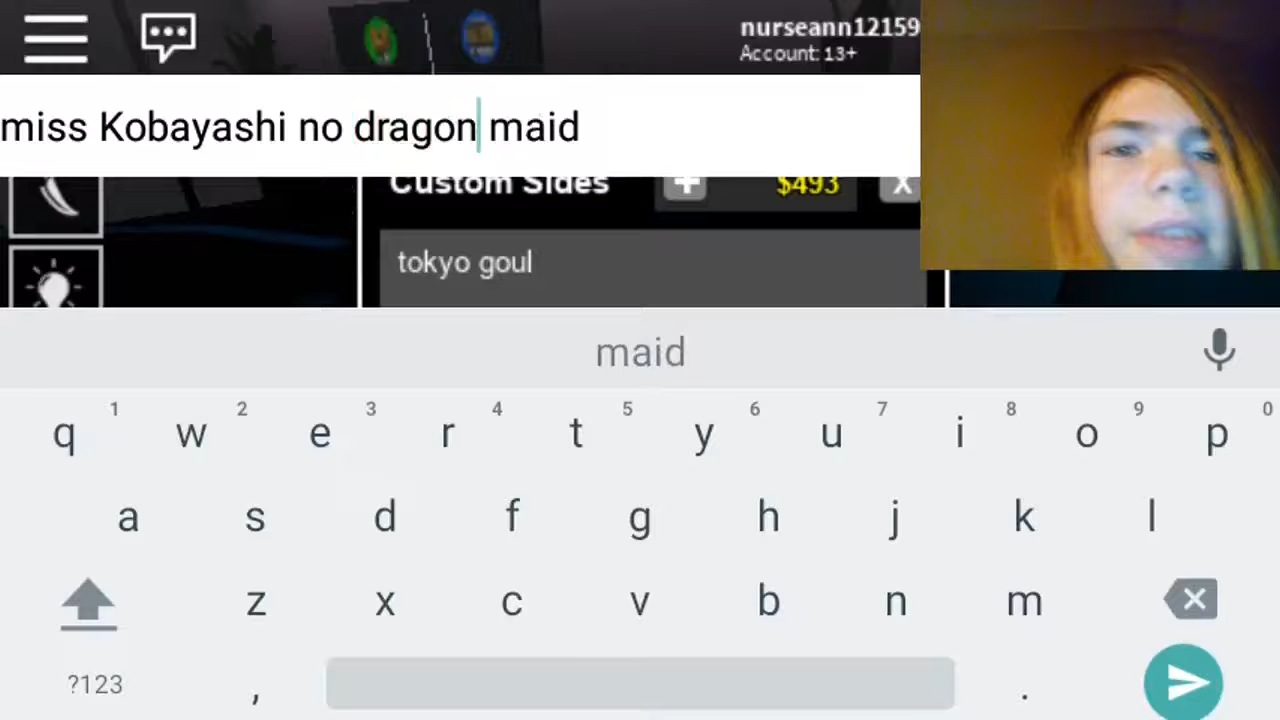 nurseann12159
Account: 13+
miss Kobayashi no dragon maid
Custom Sides + $493 X
tokyo goul
maid
q 1 w 2 e 3 r 4 t 5 y 6 u 7 i 8 o 9 p 0
a s d f g h j k l
z x c v b n m
?123 , .